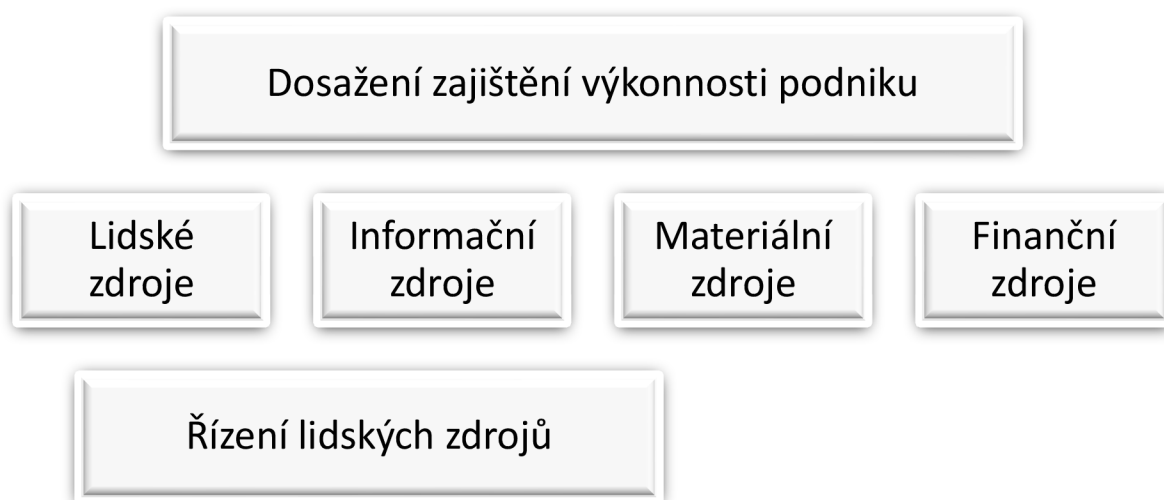 Dosažení zajištění výkonnosti podniku
Lidské
zdroje
Informační
zdroje
Materiální
zdroje
Finanční
zdroje
Řízení lidských zdrojů